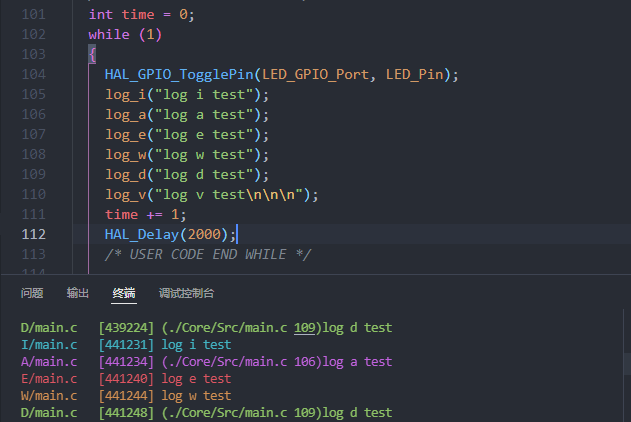 101 int time = 0;
102 while (1)
103 {
104 HAL_GPIO_TogglePin(LED_GPIO_Port, LED_Pin);
105 log_i("log i test");
106 log_a("log a test");
107 log_e("log e test");
108 log_w("log w test");
109 log_d("log d test");
110 log_v("log v test\n\n\n");
111 time += 1;
112 HAL_Delay(2000);
113 /* USER CODE END WHILE */
114
问题 输出 终端 调试控制台
D/main.c [439224] (./Core/Src/main.c 109)log d test
I/main.c [441231] log i test
A/main.c [441234] (./Core/Src/main.c 106)log a test
E/main.c [441240] log e test
W/main.c [441244] log w test
D/main.c [441248] (./Core/Src/main.c 109)log d test